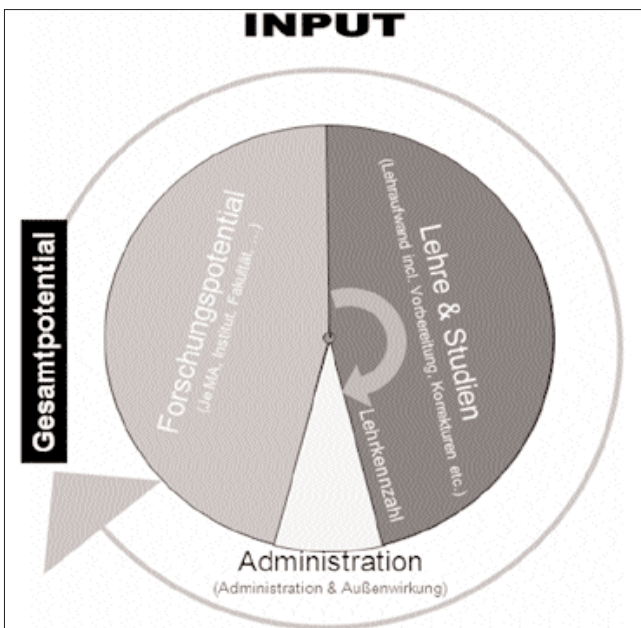 INPUT
Gesamtpotential
Forschungspotential
(Je MA, Institut, Fakultät, ...)
Lehre & Studien
(Lehraufwand incl. Vorbereitung, Korrekturen etc.)
Lehrkennzahl
Administration
(Administration & Außenwirkung)